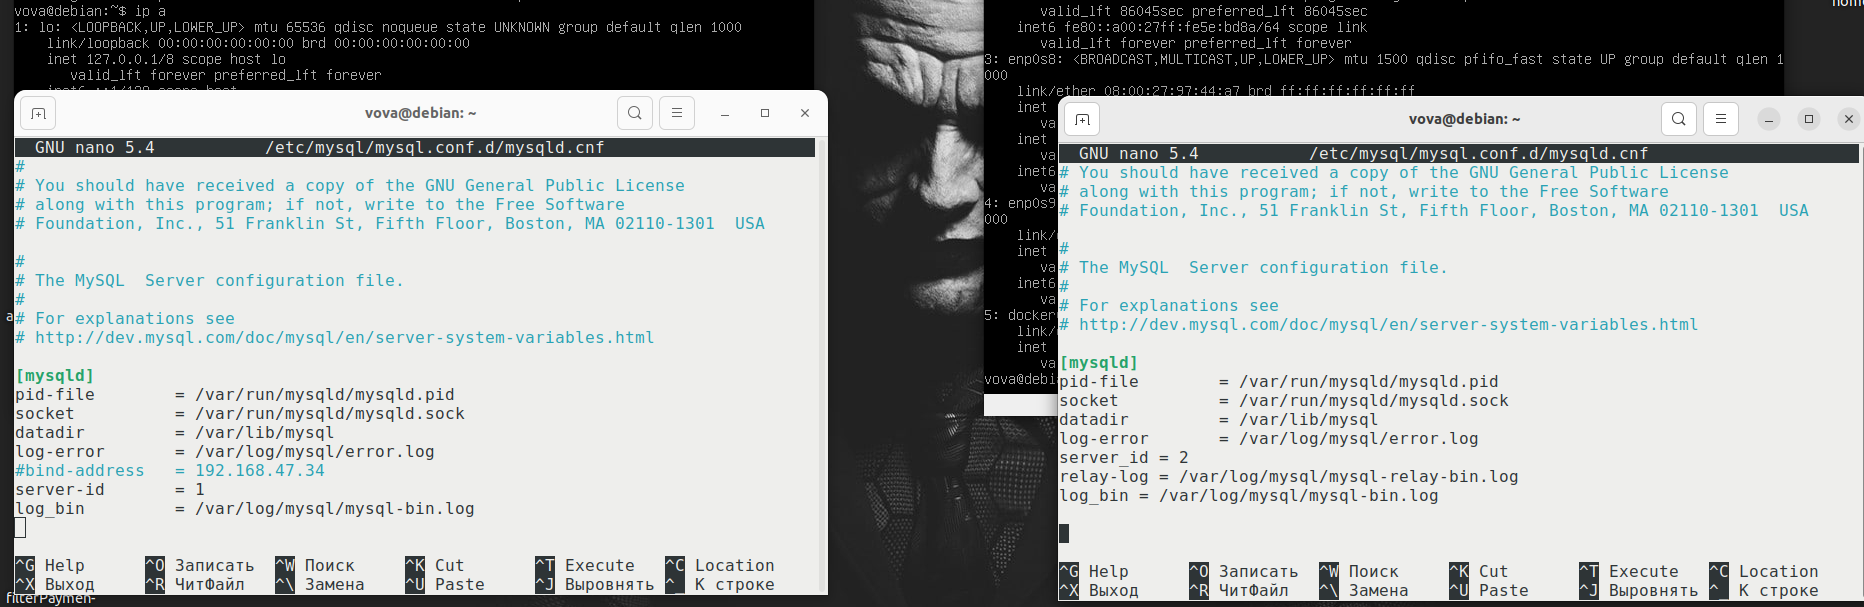 vova@debian:~$ ip a
1: lo: <LOOPBACK,UP,LOWER_UP> mtu 65536 qdisc noqueue state UNKNOWN group default qlen 1000
link/loopback 00:00:00:00:00:00 brd 00:00:00:00:00:00
inet 127.0.0.1/8 scope host lo
valid_lft forever preferred_lft forever
vova@debian: ~
GNU nano 5.4 /etc/mysql/mysql.conf.d/mysqld.cnf
#
# You should have received a copy of the GNU General Public License
# along with this program; if not, write to the Free Software
# Foundation, Inc., 51 Franklin St, Fifth Floor, Boston, MA 02110-1301  USA
#
# The MySQL  Server configuration file.
#
# For explanations see
# http://dev.mysql.com/doc/mysql/en/server-system-variables.html
[mysqld]
pid-file        = /var/run/mysqld/mysqld.pid
socket          = /var/run/mysqld/mysqld.sock
datadir         = /var/lib/mysql
log-error       = /var/log/mysql/error.log
#bind-address   = 192.168.47.34
server-id       = 1
log_bin         = /var/log/mysql/mysql-bin.log
^G Help ^O Записать ^W Поиск ^K Cut ^T Execute ^C Location
^X Выход ^R ЧитФайл ^\ Замена ^U Paste ^J Выровнять ^_ К строке
filterPaymen-
valid_lft 86045sec preferred_lft 86045sec
inet6 fe80::a00:27ff:fe5e:bd8a/64 scope link
valid_lft forever preferred_lft forever
3: enp0s8: <BROADCAST,MULTICAST,UP,LOWER_UP> mtu 1500 qdisc pfifo_fast state UP group default qlen 1
000
link/ether 08:00:27:97:44:a7 brd ff:ff:ff:ff:ff:ff
inet
va
inet
va
inet6
va
4: enp0s9
000
link/
inet
va
inet6
va
5: docker
link/
inet
va
vova@debi
home
vova@debian: ~
GNU nano 5.4 /etc/mysql/mysql.conf.d/mysqld.cnf
# You should have received a copy of the GNU General Public License
# along with this program; if not, write to the Free Software
# Foundation, Inc., 51 Franklin St, Fifth Floor, Boston, MA 02110-1301  USA
#
# The MySQL  Server configuration file.
#
# For explanations see
# http://dev.mysql.com/doc/mysql/en/server-system-variables.html
[mysqld]
pid-file        = /var/run/mysqld/mysqld.pid
socket          = /var/run/mysqld/mysqld.sock
datadir         = /var/lib/mysql
log-error       = /var/log/mysql/error.log
server_id = 2
relay-log = /var/log/mysql/mysql-relay-bin.log
log_bin = /var/log/mysql/mysql-bin.log
^G Help ^O Записать ^W Поиск ^K Cut ^T Execute ^C Location
^X Выход ^R ЧитФайл ^\ Замена ^U Paste ^J Выровнять ^_ К строке